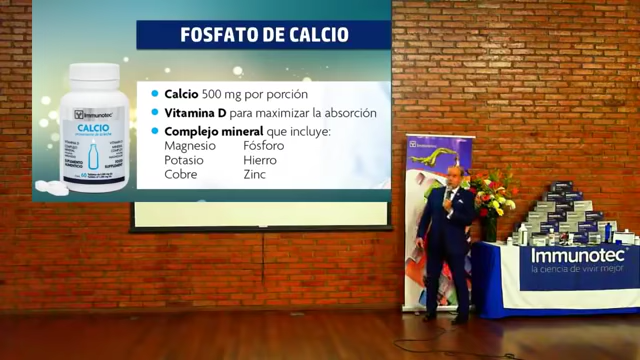 FOSFATO DE CALCIO
Calcio 500 mg por porción
Vitamina D para maximizar la absorción
Complejo mineral que incluye:
Magnesio Fósforo
Potasio Hierro
Cobre Zinc
Immunotec
CALCIO
60
Immunotec
la ciencia de vivir mejor